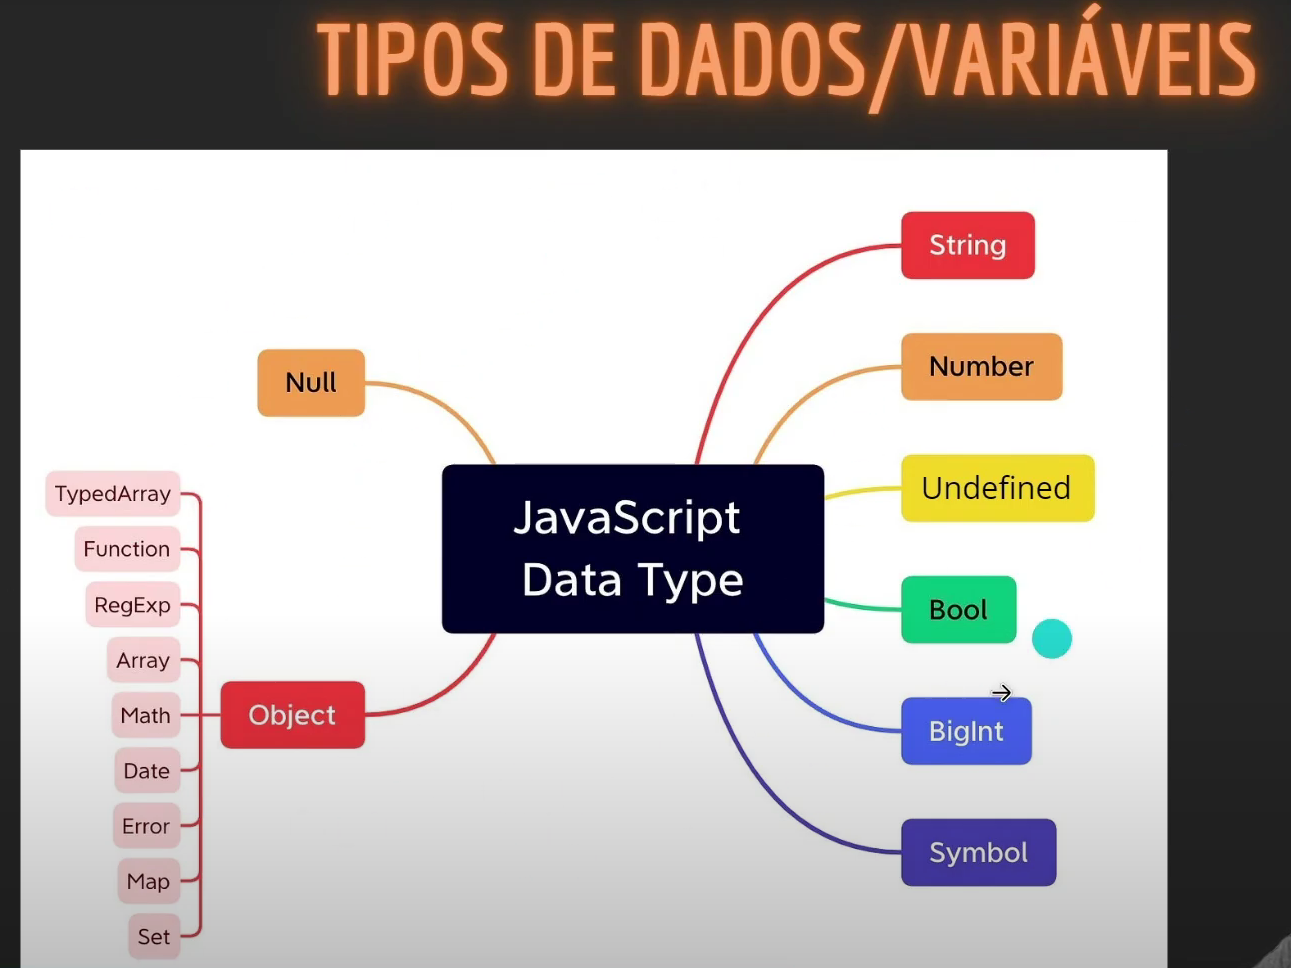 TIPOS DE DADOS/VARIÁVEIS
String
Null
Number
TypedArray
Undefined
JavaScript
Data Type
Function
RegExp
Bool
Array
Math
Object
BigInt
Date
Error
Symbol
Map
Set